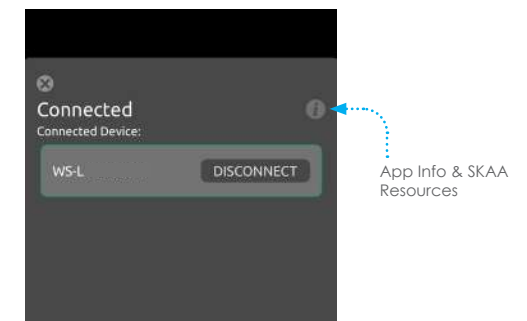 Connected
i
Connected Device:
WS-L
DISCONNECT
App Info & SKAA
Resources